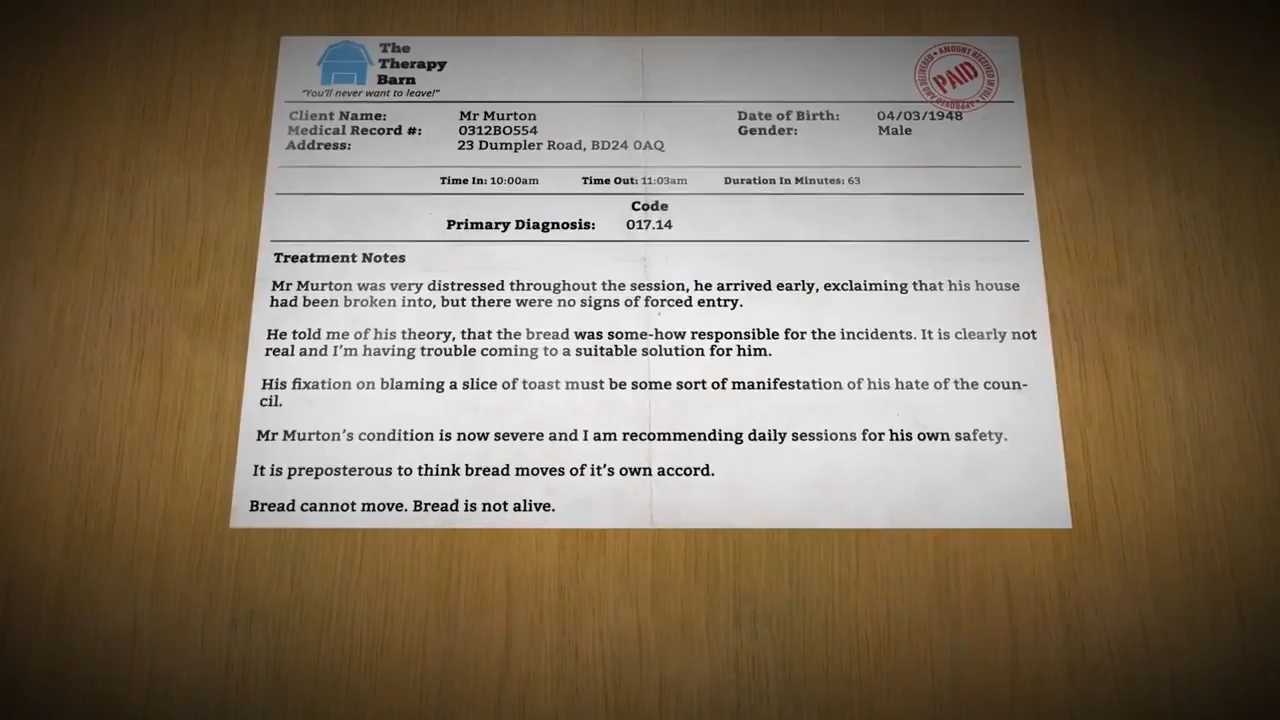 The
Therapy
Barn
"You'll never want to leave!"
DELIVERED • AMOUNT RECEIVED IN FULL • APPROVED AND
PAID
Client Name: Mr Murton Date of Birth: 04/03/1948
Medical Record #: 0312BO554 Gender: Male
Address: 23 Dumpler Road, BD24 0AQ
Time In: 10:00am Time Out: 11:03am Duration In Minutes: 63
Code
Primary Diagnosis: 017.14
Treatment Notes
Mr Murton was very distressed throughout the session, he arrived early, exclaiming that his house
had been broken into, but there were no signs of forced entry.
He told me of his theory, that the bread was some-how responsible for the incidents. It is clearly not
real and I'm having trouble coming to a suitable solution for him.
His fixation on blaming a slice of toast must be some sort of manifestation of his hate of the coun-
cil.
Mr Murton's condition is now severe and I am recommending daily sessions for his own safety.
It is preposterous to think bread moves of it's own accord.
Bread cannot move. Bread is not alive.